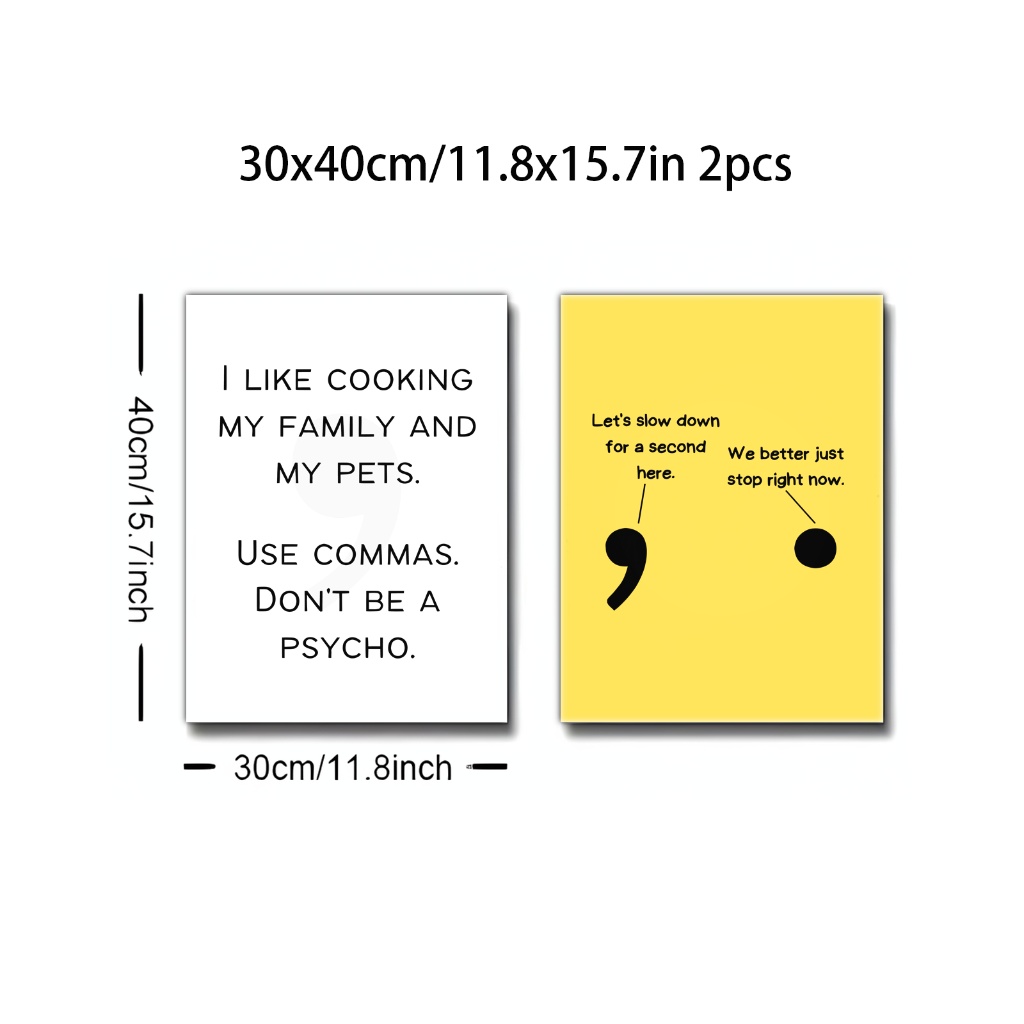 30x40cm/11.8x15.7in 2pcs
40cm/15.7inch
I LIKE COOKING
MY FAMILY AND
MY PETS.
USE COMMAS.
DON'T BE A
PSYCHO.
30cm/11.8inch
Let's slow down
for a second
here.
We better just
stop right now.